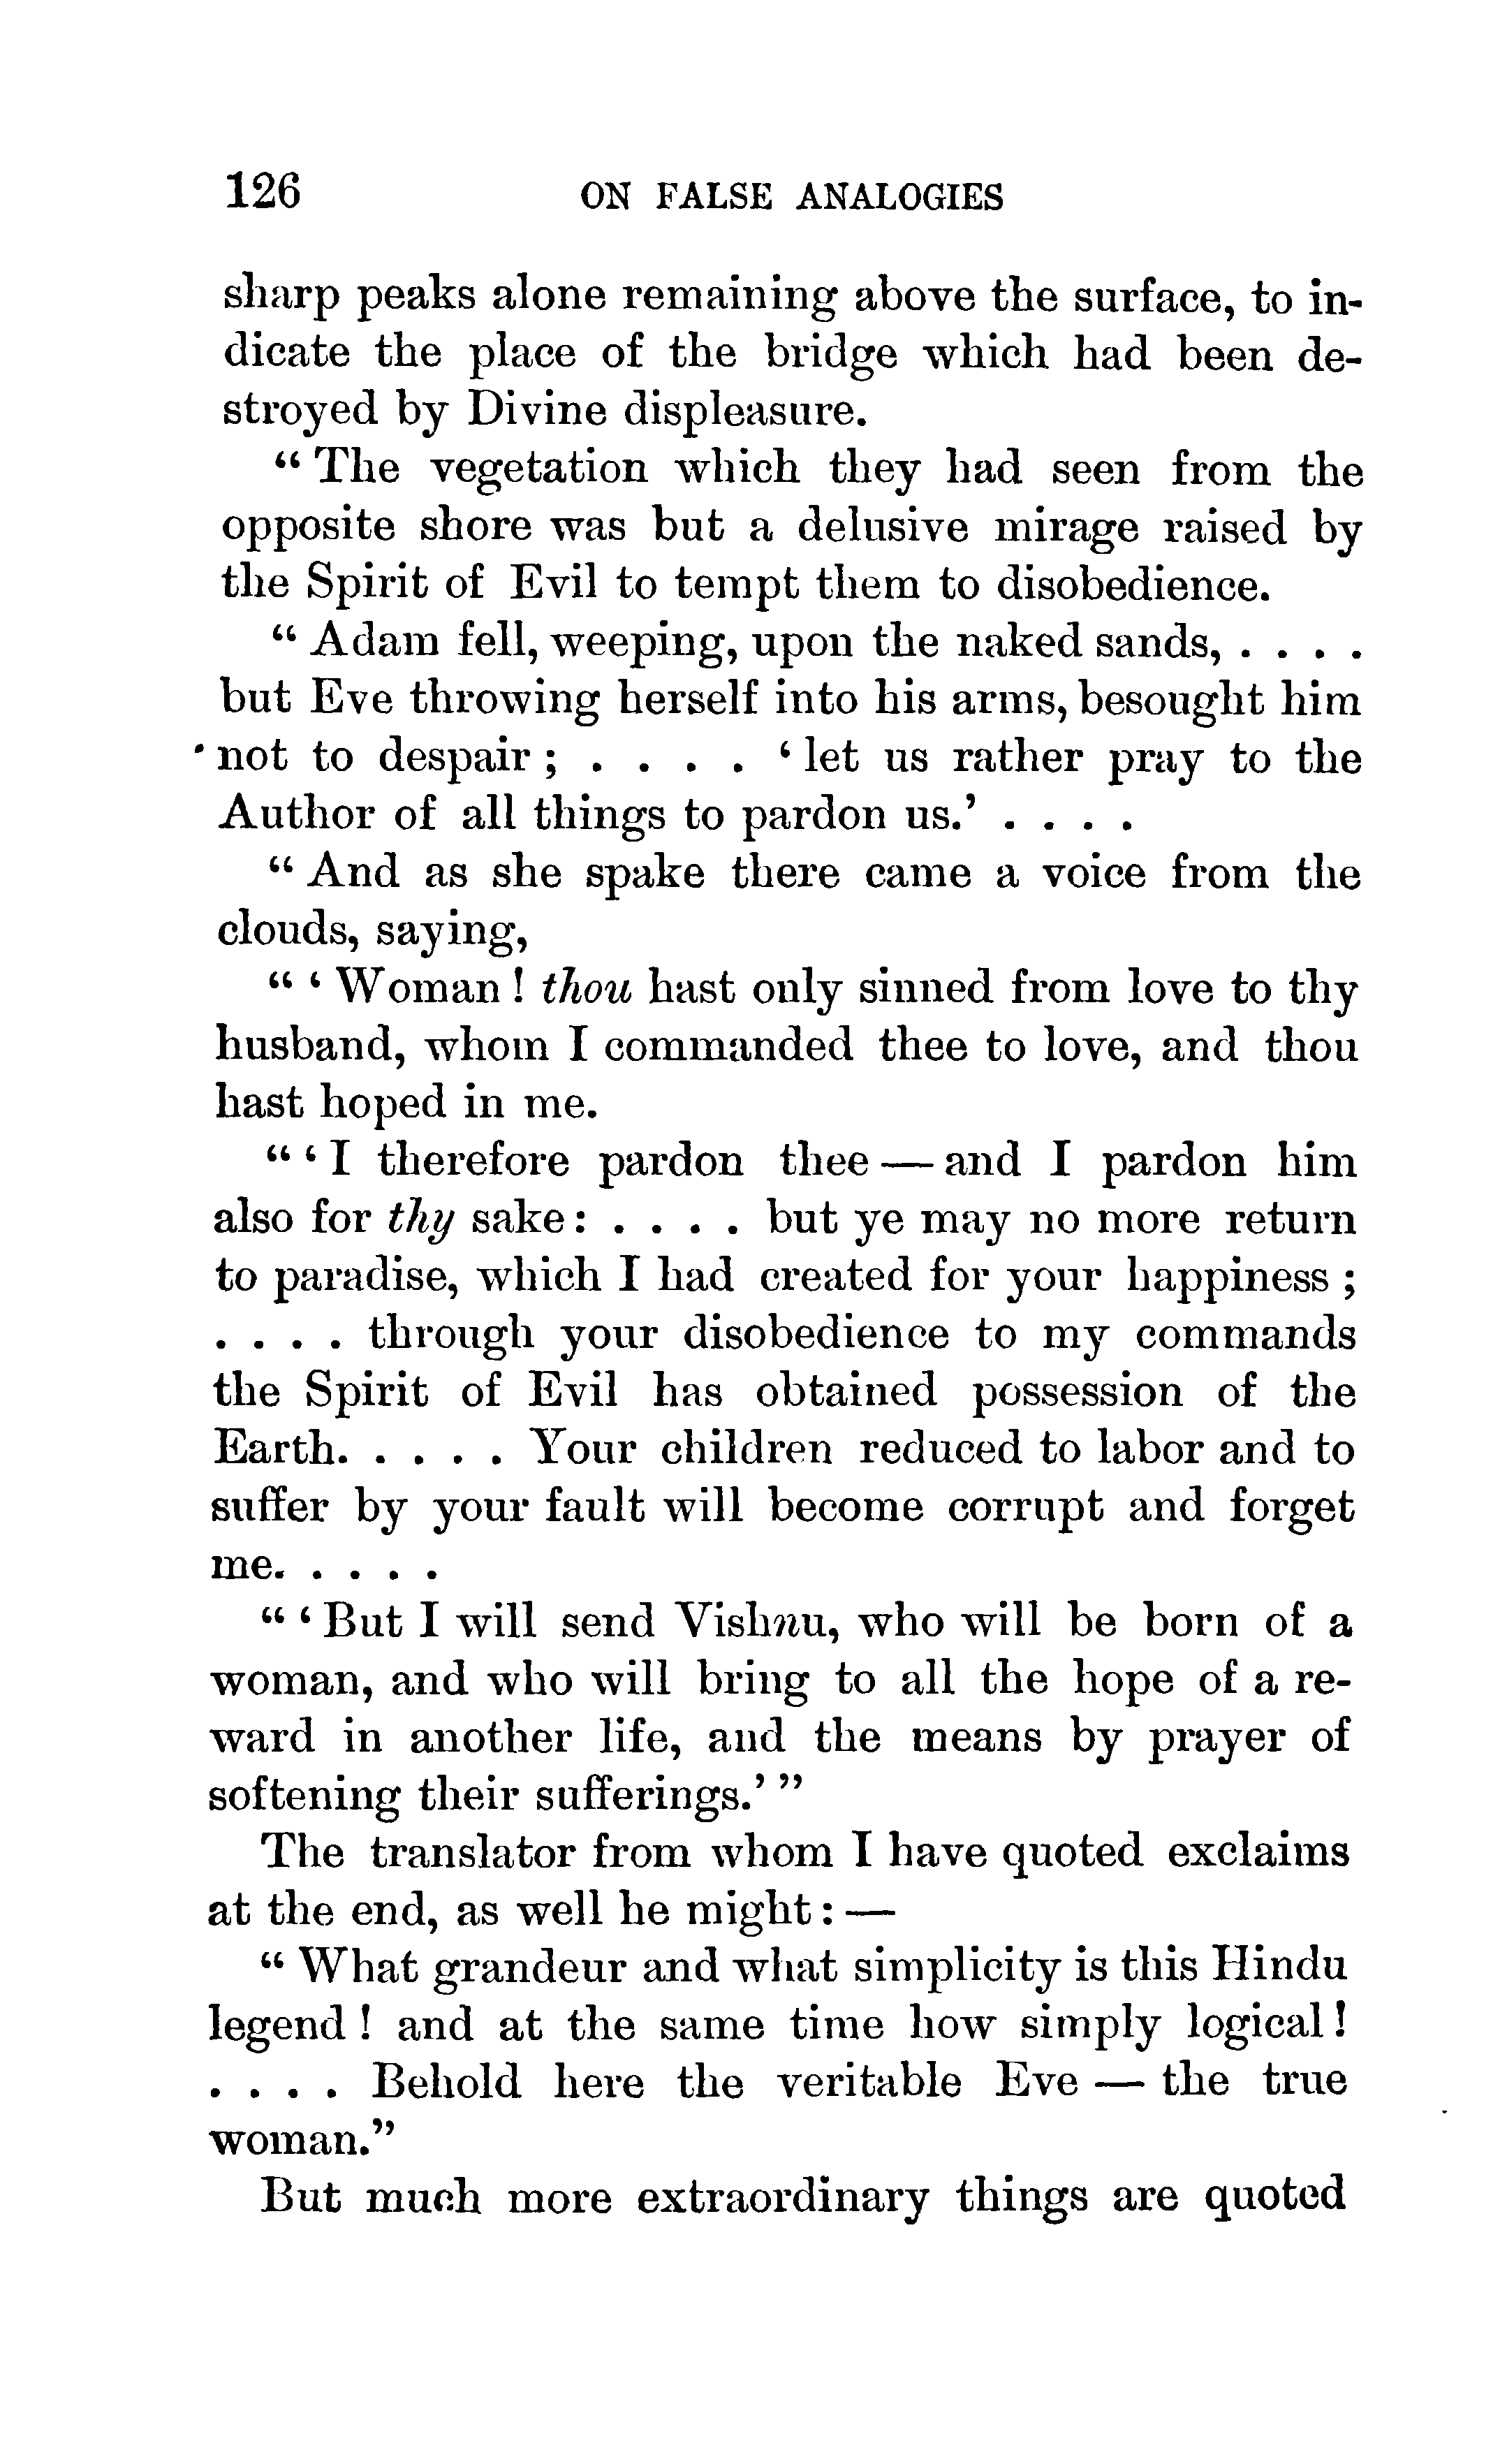 126 ON FALSE ANALOGIES
sharp peaks alone remaining above the surface, to in-
dicate the place of the bridge which had been de-
stroyed by Divine displeasure.
“ The vegetation which they had seen from the
opposite shore was but a delusive mirage raised by
the Spirit of Evil to tempt them to disobedience.
“ Adam fell, weeping, upon the naked sands, . . . .
but Eve throwing herself into his arms, besought him
not to despair ; . . . . ‘ let us rather pray to the
Author of all things to pardon us.’ . . . .
“ And as she spake there came a voice from the
clouds, saying,
“ ‘ Woman ! thou hast only sinned from love to thy
husband, whom I commanded thee to love, and thou
hast hoped in me.
“ ‘ I therefore pardon thee — and I pardon him
also for thy sake : . . . . but ye may no more return
to paradise, which I had created for your happiness ;
. . . . through your disobedience to my commands
the Spirit of Evil has obtained possession of the
Earth. . . . . Your children reduced to labor and to
suffer by your fault will become corrupt and forget
me. . . . .
“ ‘ But I will send Vishnu, who will be born of a
woman, and who will bring to all the hope of a re-
ward in another life, and the means by prayer of
softening their sufferings.’ ”
The translator from whom I have quoted exclaims
at the end, as well he might : —
“ What grandeur and what simplicity is this Hindu
legend ! and at the same time how simply logical !
. . . . Behold here the veritable Eve — the true
woman.”
But much more extraordinary things are quoted